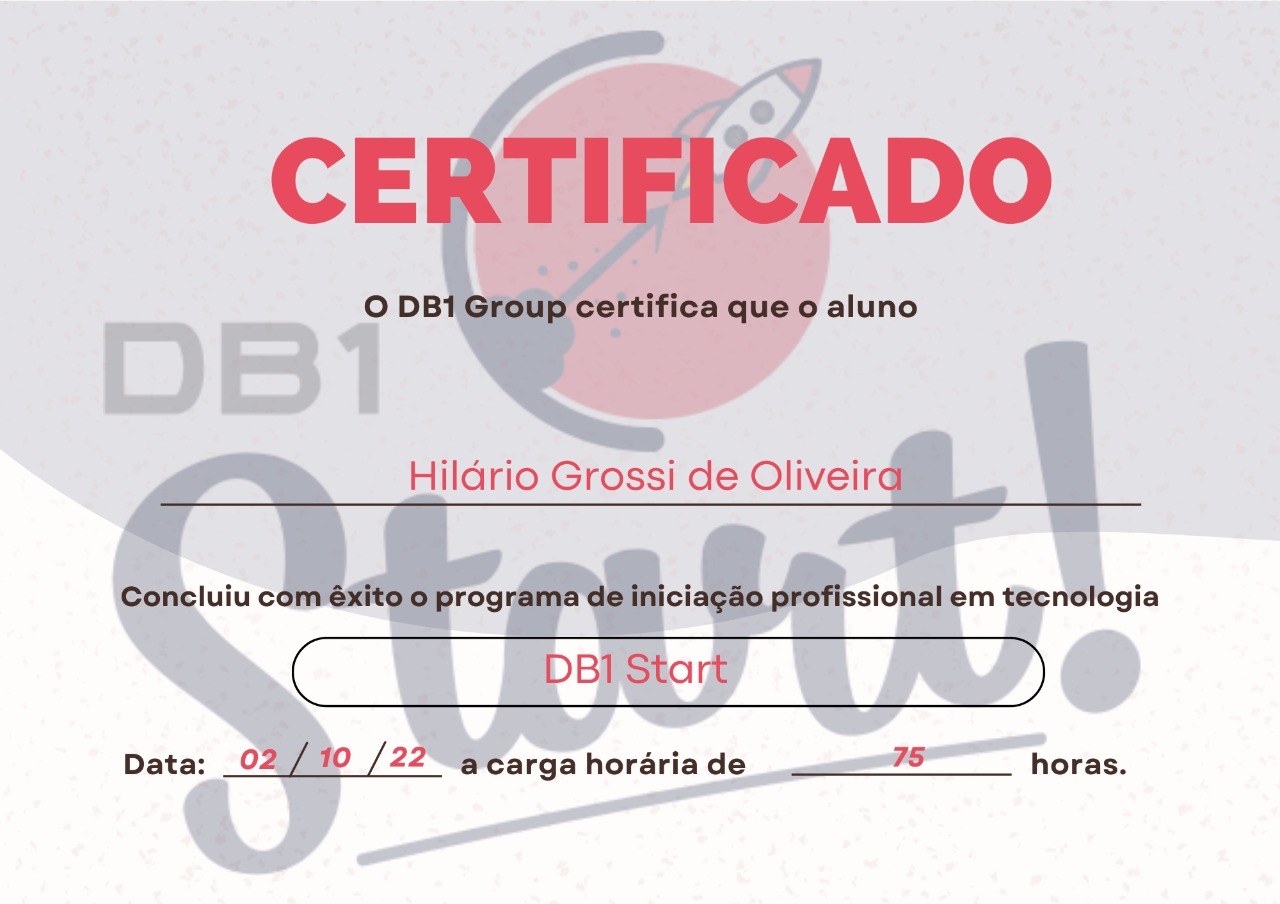 CERTIFICADO
O DB1 Group certifica que o aluno
DB1
Hilário Grossi de Oliveira
Start!
Concluiu com êxito o programa de iniciação profissional em tecnologia
DB1 Start
Data: 02 / 10 / 22 a carga horária de 75 horas.